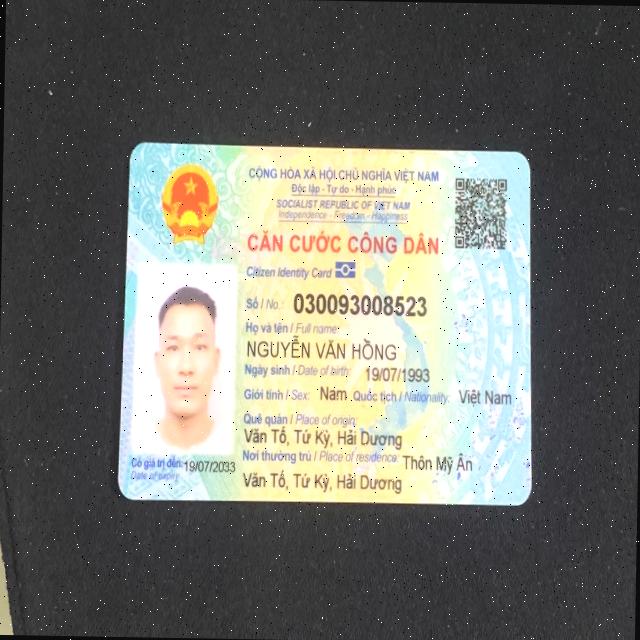 CỘNG HÒA XÃ HỘI CHỦ NGHĨA VIỆT NAM
Độc lập - Tự do - Hạnh phúc
SOCIALIST REPUBLIC OF VIET NAM
Independence - Freedom - Happiness
CĂN CƯỚC CÔNG DÂN
Citizen Identity Card
Số / No.: 030093008523
Họ và tên / Full name:
NGUYỄN VĂN HỒNG
Ngày sinh / Date of birth: 19/07/1993
Giới tính / Sex: Nam Quốc tịch / Nationality: Việt Nam
Quê quán / Place of origin:
Văn Tố, Tứ Kỳ, Hải Dương
Nơi thường trú / Place of residence: Thôn Mỹ Ân
Văn Tố, Tứ Kỳ, Hải Dương
Có giá trị đến: 19/07/2033
Date of expiry